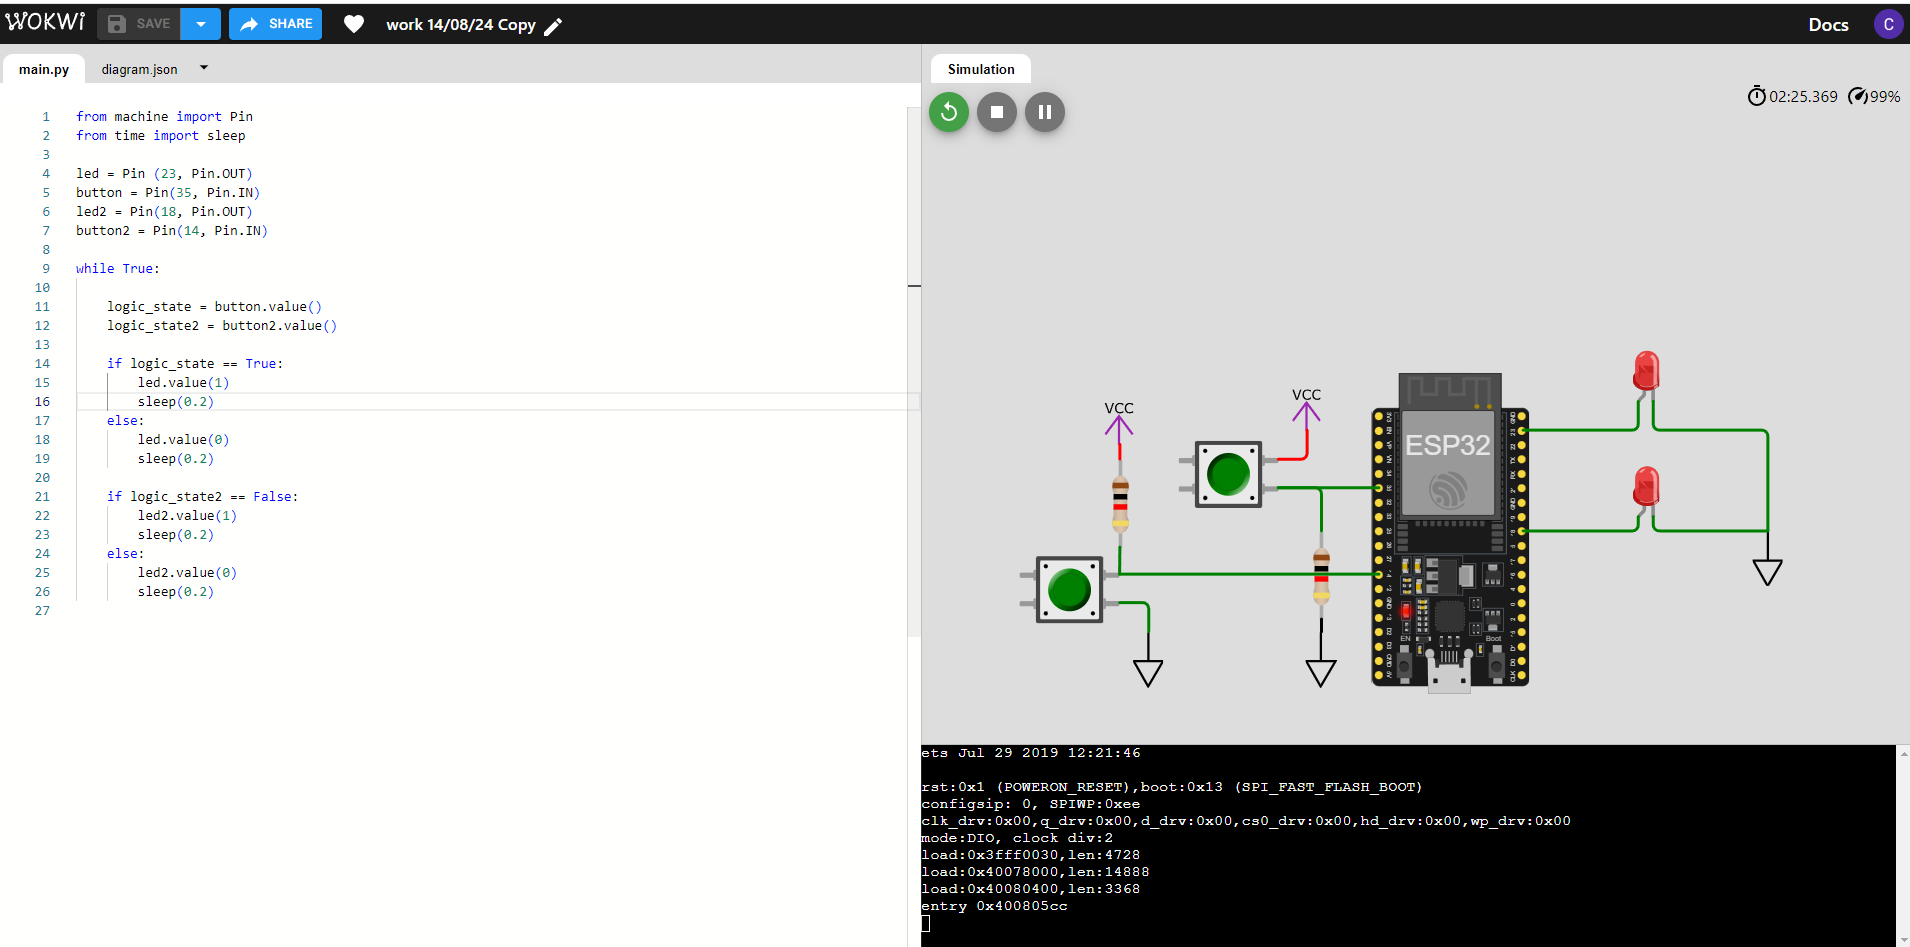 WOKWi SAVE SHARE work 14/08/24 Copy Docs C
main.py diagram.json
1 from machine import Pin
2 from time import sleep
3
4 led = Pin (23, Pin.OUT)
5 button = Pin(35, Pin.IN)
6 led2 = Pin(18, Pin.OUT)
7 button2 = Pin(14, Pin.IN)
8
9 while True:
10
11 logic_state = button.value()
12 logic_state2 = button2.value()
13
14 if logic_state == True:
15 led.value(1)
16 sleep(0.2)
17 else:
18 led.value(0)
19 sleep(0.2)
20
21 if logic_state2 == False:
22 led2.value(1)
23 sleep(0.2)
24 else:
25 led2.value(0)
26 sleep(0.2)
27
Simulation
02:25.369 99%
VCC
VCC
ESP32
EN Boot
ets Jul 29 2019 12:21:46
rst:0x1 (POWERON_RESET),boot:0x13 (SPI_FAST_FLASH_BOOT)
configsip: 0, SPIWP:0xee
clk_drv:0x00,q_drv:0x00,d_drv:0x00,cs0_drv:0x00,hd_drv:0x00,wp_drv:0x00
mode:DIO, clock div:2
load:0x3fff0030,len:4728
load:0x40078000,len:14888
load:0x40080400,len:3368
entry 0x400805cc